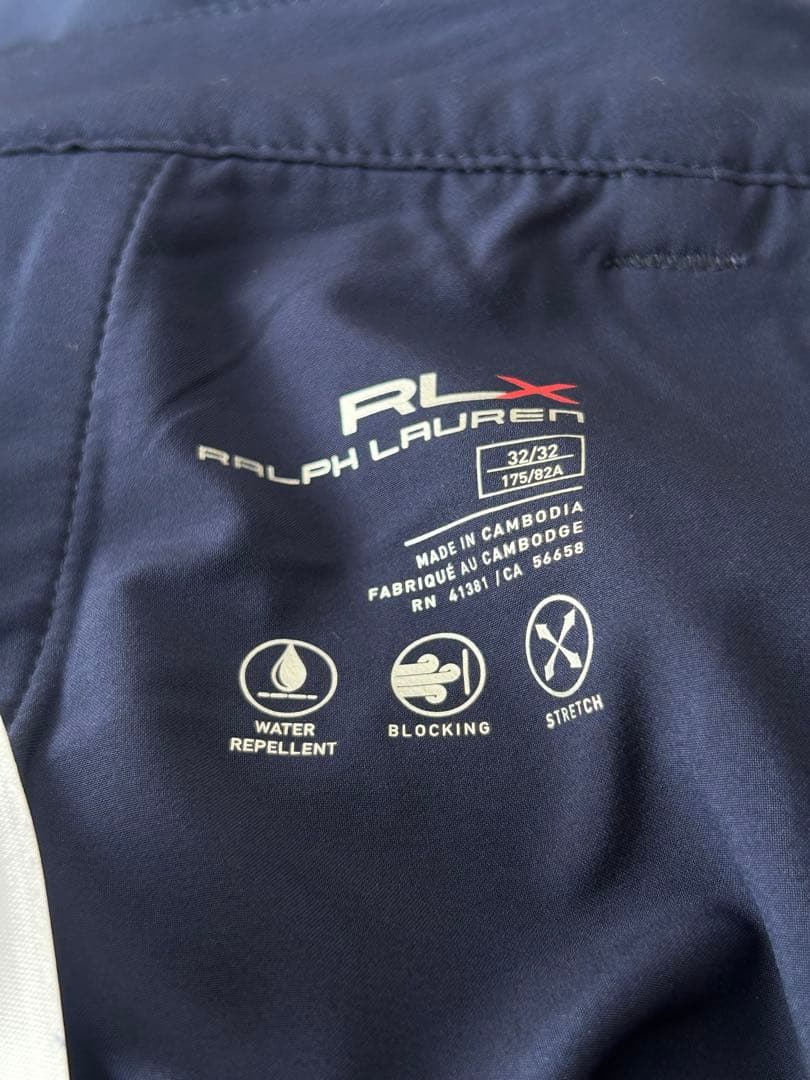 RLX
RALPH LAUREN
32/32
175/82A
MADE IN CAMBODIA
FABRIQUÉ AU CAMBODGE
RN 41381 / CA 56658
WATER
REPELLENT
BLOCKING
STRETCH